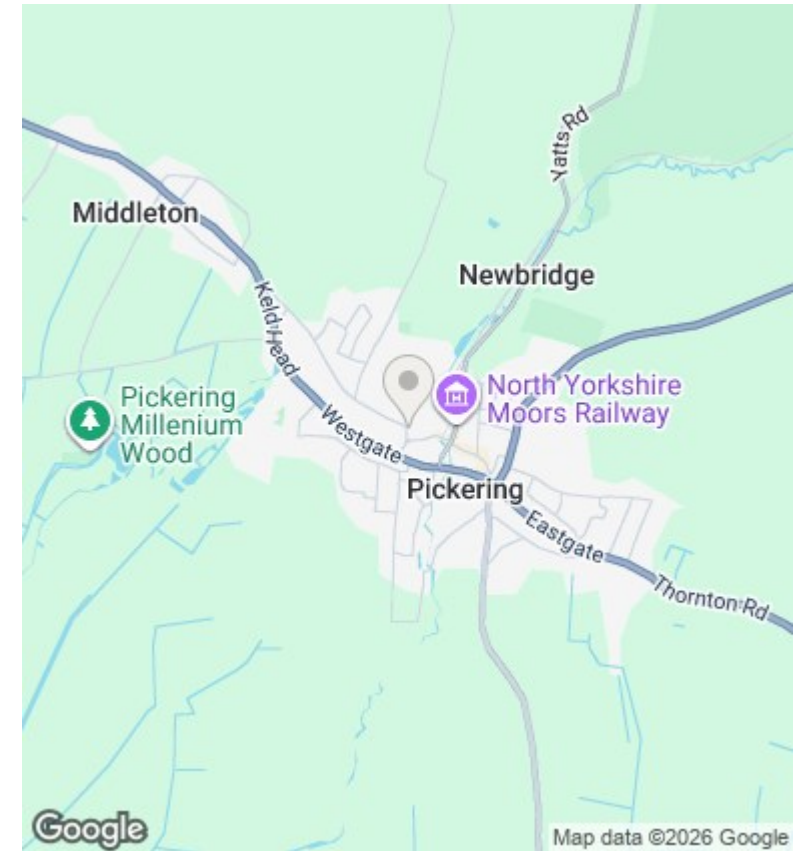 Yatts Rd
Middleton
Newbridge
Keld Head
North Yorkshire
Moors Railway
Pickering
Millenium
Wood
Westgate
Pickering
Eastgate
Thornton Rd
Google
Map data ©2026 Google